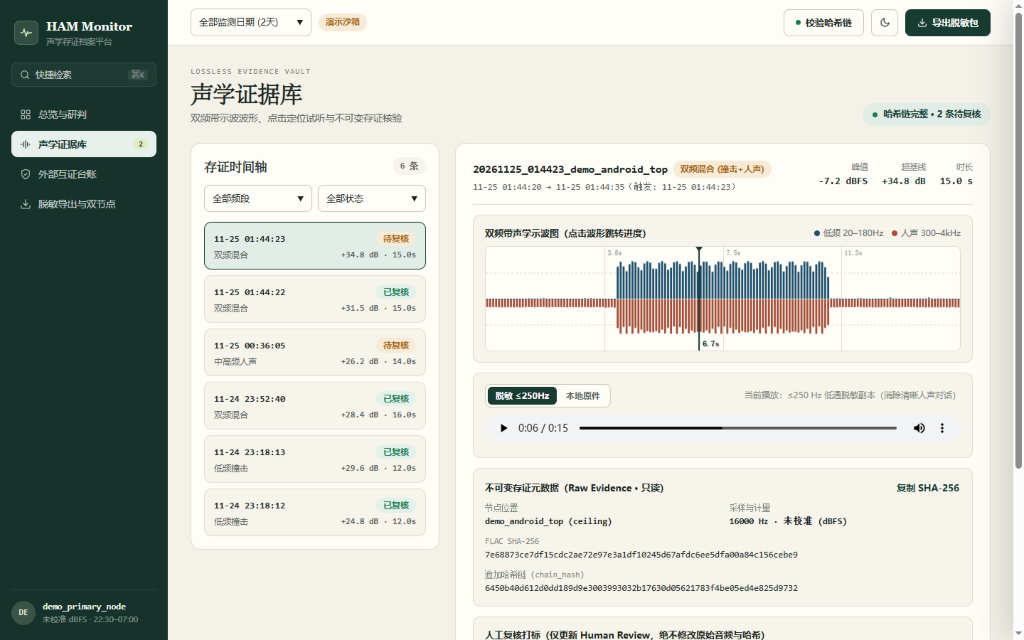 HAM Monitor
声学存证档案平台
快捷检索 ⌘K
总览与研判
声学证据库 2
外部互证台账
脱敏导出与双节点
demo_primary_node
DE
未校准 dBFS · 22:30–07:00
全部监测日期 (2天) ▼
演示沙箱
校验哈希链
导出脱敏包
LOSSLESS EVIDENCE VAULT
声学证据库
双频带示波波形、点击定位试听与不可变存证核验
哈希链完整 • 2 条待复核
存证时间轴
6 条
全部频段 ▼
全部状态 ▼
11-25 01:44:23 待复核
双频混合 +34.8 dB · 15.0s
11-25 01:44:22 已复核
双频混合 +31.5 dB · 15.0s
11-25 00:36:05 待复核
中高频人声 +26.2 dB · 14.0s
11-24 23:52:40 已复核
双频混合 +28.4 dB · 16.0s
11-24 23:18:13 已复核
低频撞击 +29.6 dB · 12.0s
11-24 23:18:12 已复核
低频撞击 +24.8 dB · 12.0s
20261125_014423_demo_android_top 双频混合 (撞击+人声)
11-25 01:44:20 → 11-25 01:44:35 (触发: 11-25 01:44:23)
峰值 超基线 时长
-7.2 dBFS +34.8 dB 15.0 s
双频带声学示波图 (点击波形跳转进度)
低频 20–180Hz 人声 300–4kHz
3.8s 7.5s 11.3s
6.7s
脱敏 ≤250Hz 本地原件
当前播放: ≤250 Hz 低通脱敏副本 (消除清晰人声对话)
0:06 / 0:15
不可变存证元数据 (Raw Evidence • 只读)
复制 SHA-256
节点位置 采样与计量
demo_android_top (ceiling) 16000 Hz · 未校准 (dBFS)
FLAC SHA-256
7e68873ce7df15cdc2ae72e97e3a1df10245d67afdc6ee5dfa00a84c156cebe9
追加哈希链 (chain_hash)
6450b40d612d0dd189d9e3003993032b17630d05621783f4be05ed4e825d9732
人工复核打标 (仅更新 Human Review, 绝不修改原始音频与哈希)